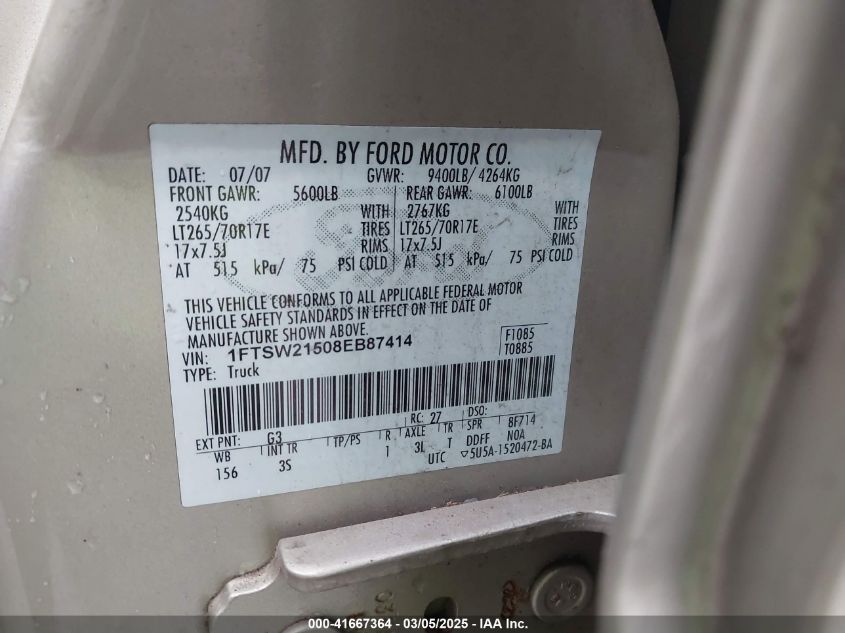 MFD. BY FORD MOTOR CO.
DATE: 07/07 GVWR: 9400LB/ 4264KG
FRONT GAWR: 5600LB REAR GAWR: 6100LB
2540KG WITH 2767KG WITH
LT265/70R17E TIRES LT265/70R17E TIRES
17x7.5J RIMS 17x7.5J RIMS
AT 515 kPa/ 75 PSI COLD AT 515 kPa/ 75 PSI COLD
THIS VEHICLE CONFORMS TO ALL APPLICABLE FEDERAL MOTOR
VEHICLE SAFETY STANDARDS IN EFFECT ON THE DATE OF
MANUFACTURE SHOWN ABOVE.
VIN: 1FTSW21508EB87414 F1085
TYPE: Truck T0885
EXT PNT: G3 RC: 27 DSO:
WB INT TR TP/PS R AXLE TR SPR 8F714
156 3S 1 3L T DDFF NOA
UTC ▽5U5A-1520472-BA
000-41667364 - 03/05/2025 - IAA Inc.